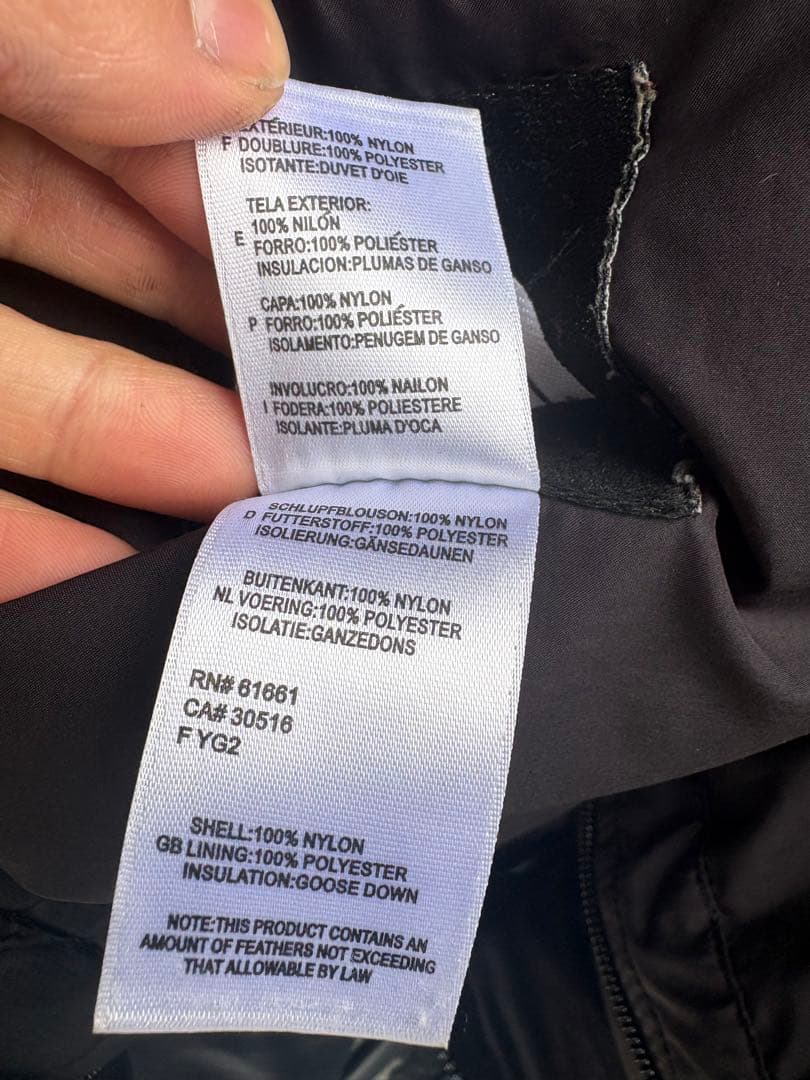 EXTÉRIEUR:100% NYLON
F DOUBLURE:100% POLYESTER
ISOTANTE:DUVET D'OIE
TELA EXTERIOR:
100% NILÓN
E FORRO:100% POLIÉSTER
INSULACION:PLUMAS DE GANSO
CAPA:100% NYLON
P FORRO:100% POLIÉSTER
ISOLAMENTO:PENUGEM DE GANSO
INVOLUCRO:100% NAILON
I FODERA:100% POLIESTERE
ISOLANTE:PLUMA D'OCA
SCHLUPFBLOUSON:100% NYLON
D FUTTERSTOFF:100% POLYESTER
ISOLIERUNG:GÄNSEDAUNEN
BUITENKANT:100% NYLON
NL VOERING:100% POLYESTER
ISOLATIE:GANZEDONS
RN# 61661
CA# 30516
F YG2
SHELL:100% NYLON
GB LINING:100% POLYESTER
INSULATION:GOOSE DOWN
NOTE:THIS PRODUCT CONTAINS AN
AMOUNT OF FEATHERS NOT EXCEEDING
THAT ALLOWABLE BY LAW